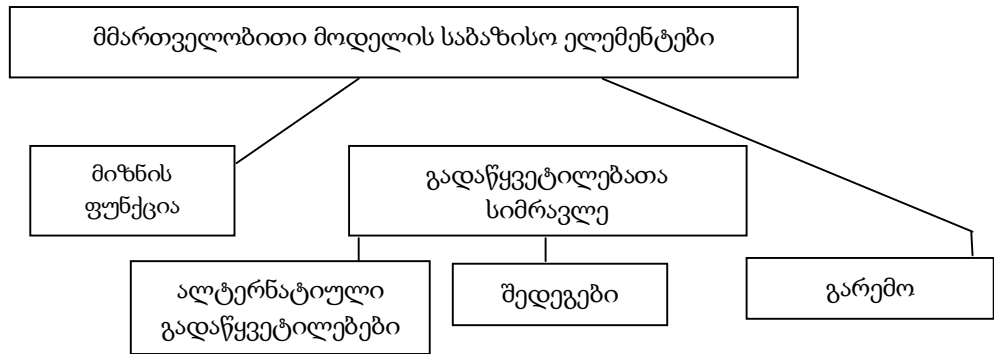 მმართველობითი მოდელის საბაზისო ელემენტები
მიზნის
ფუნქცია
გადაწყვეტილებათა
სიმრავლე
ალტერნატიული
გადაწყვეტილებები
შედეგები
გარემო